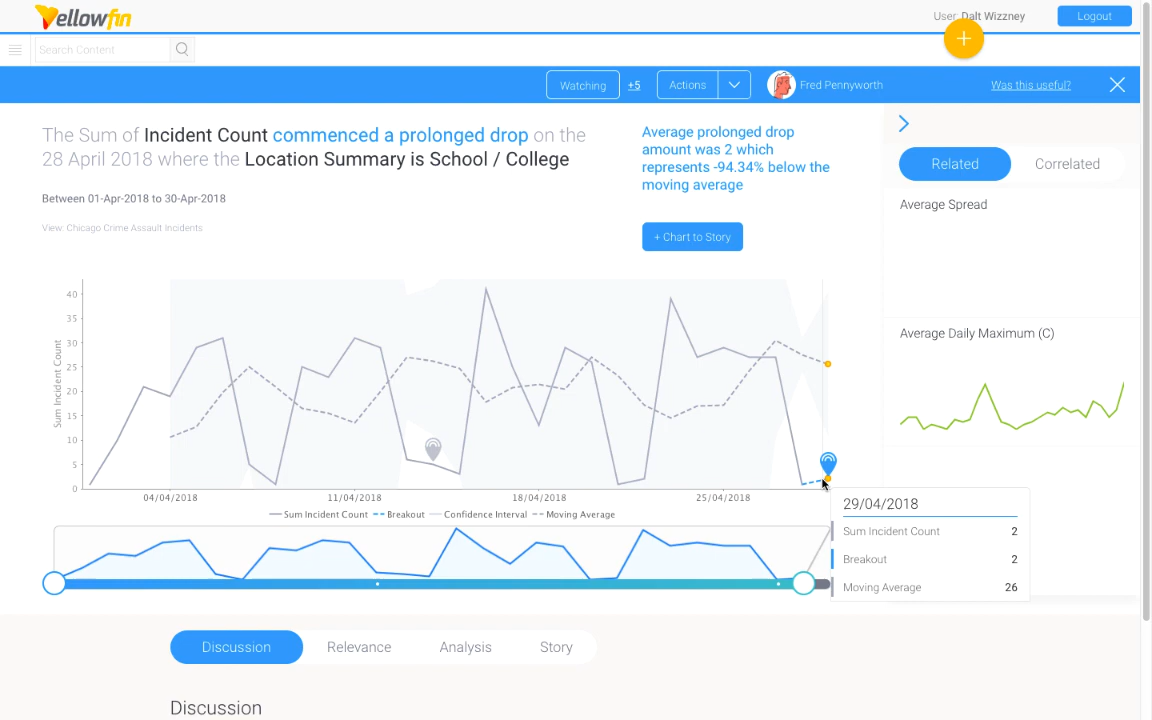 Yellowfin
User: Dalt Wizzney
Logout
+
Search Content
Watching
+5
Actions
Fred Pennyworth
Was this useful?
The Sum of Incident Count commenced a prolonged drop on the
28 April 2018 where the Location Summary is School / College
Average prolonged drop
amount was 2 which
represents -94.34% below the
moving average
Between 01-Apr-2018 to 30-Apr-2018
View: Chicago Crime Assault Incidents
+ Chart to Story
Related
Correlated
Average Spread
Average Daily Maximum (C)
Sum Incident Count
40
35
30
25
20
15
10
5
0
04/04/2018
11/04/2018
18/04/2018
25/04/2018
Sum Incident Count
Breakout
Confidence Interval
Moving Average
29/04/2018
Sum Incident Count 2
Breakout 2
Moving Average 26
Discussion
Relevance
Analysis
Story
Discussion